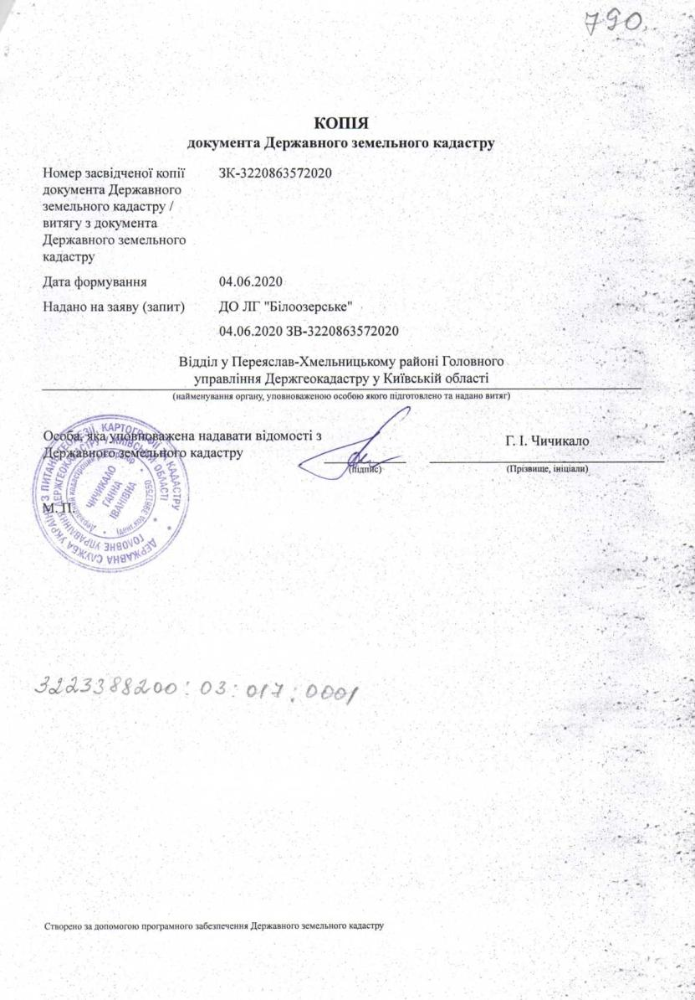 790
КОПІЯ
документа Державного земельного кадастру
Номер засвідченої копії ЗК-3220863572020
документа Державного
земельного кадастру /
витягу з документа
Державного земельного
кадастру
Дата формування 04.06.2020
Надано на заяву (запит) ДО ЛГ "Білоозерське"
04.06.2020 ЗВ-3220863572020
Відділ у Переяслав-Хмельницькому районі Головного
управління Держгеокадастру у Київській області
(найменування органу, уповноваженою особою якого підготовлено та надано витяг)
Особа, яка уповноважена надавати відомості з
Державного земельного кадастру
Г. І. Чичикало
(підпис) (Прізвище, ініціали)
М. П.
ДЕРЖАВНА СЛУЖБА УКРАЇНИ З ПИТАНЬ ГЕОДЕЗІЇ, КАРТОГРАФІЇ ТА КАДАСТРУ
ГОЛОВНЕ УПРАВЛІННЯ ДЕРЖГЕОКАДАСТРУ У КИЇВСЬКІЙ ОБЛАСТІ
Державний кадастровий реєстратор
ЧИЧИКАЛО
ГАННА
ІВАНІВНА
Ідент.код
3223388200:03:017:0001
Створено за допомогою програмного забезпечення Державного земельного кадастру